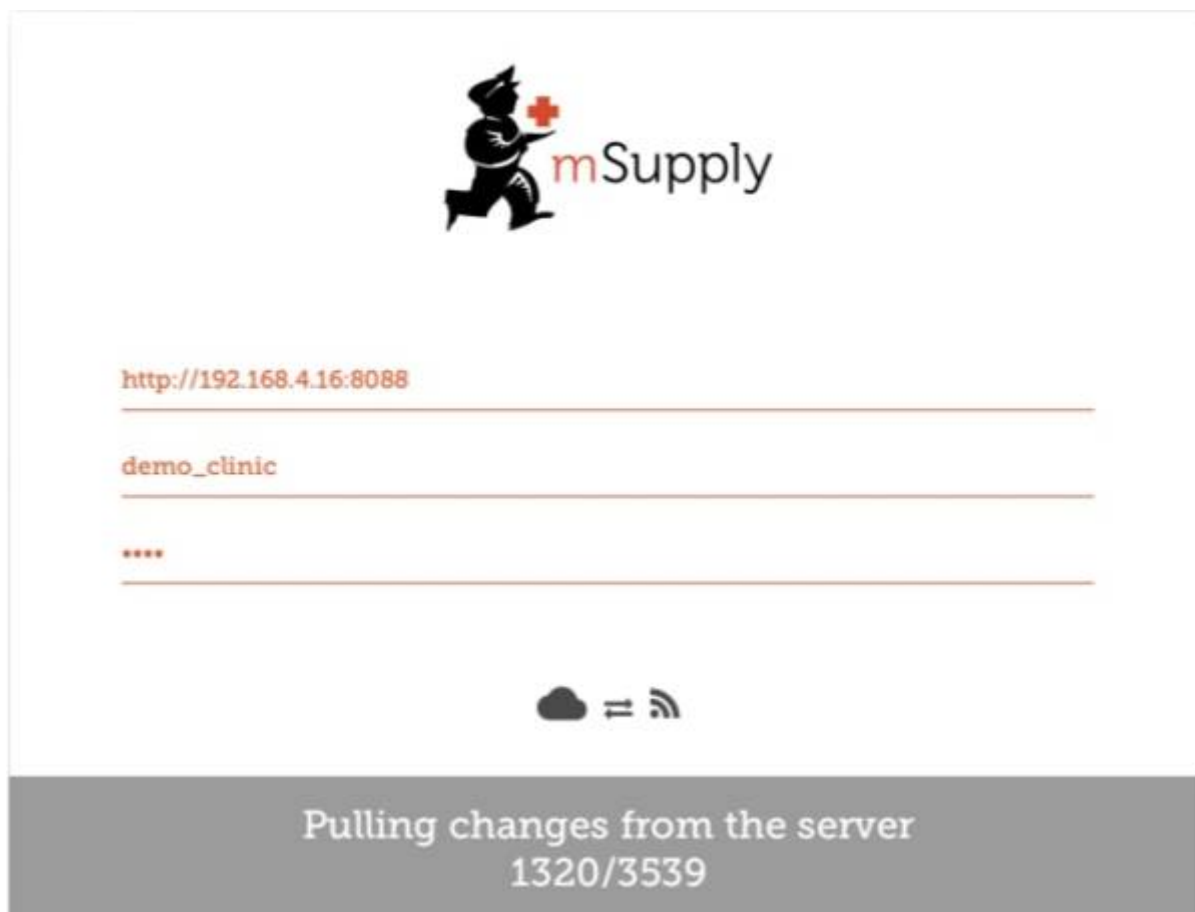 mSupply
http://192.168.4.16:8088
demo_clinic
••••
Pulling changes from the server
1320/3539